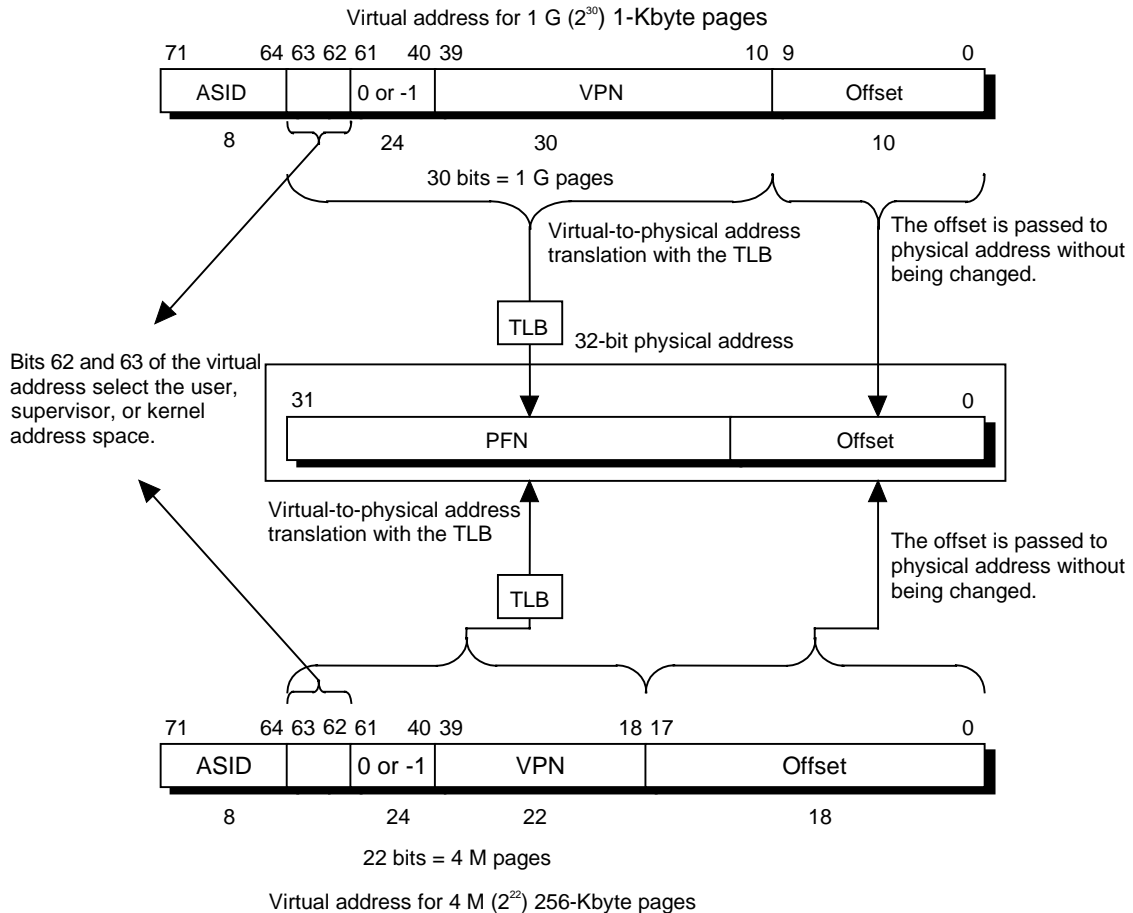 Virtual address for 1 G (2³⁰) 1-Kbyte pages
71 64 63 62 61 40 39 10 9 0
ASID 0 or -1 VPN Offset
8 24 30 10
30 bits = 1 G pages
Virtual-to-physical address
translation with the TLB
The offset is passed to
physical address without
being changed.
TLB
32-bit physical address
Bits 62 and 63 of the virtual
address select the user,
supervisor, or kernel
address space.
31 0
PFN Offset
Virtual-to-physical address
translation with the TLB
The offset is passed to
physical address without
being changed.
TLB
71 64 63 62 61 40 39 18 17 0
ASID 0 or -1 VPN Offset
8 24 22 18
22 bits = 4 M pages
Virtual address for 4 M (2²²) 256-Kbyte pages